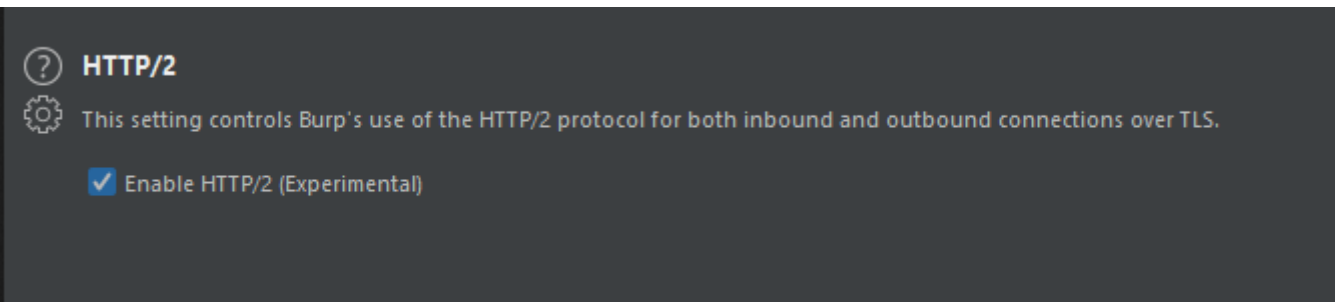 HTTP/2
This setting controls Burp's use of the HTTP/2 protocol for both inbound and outbound connections over TLS.
Enable HTTP/2 (Experimental)